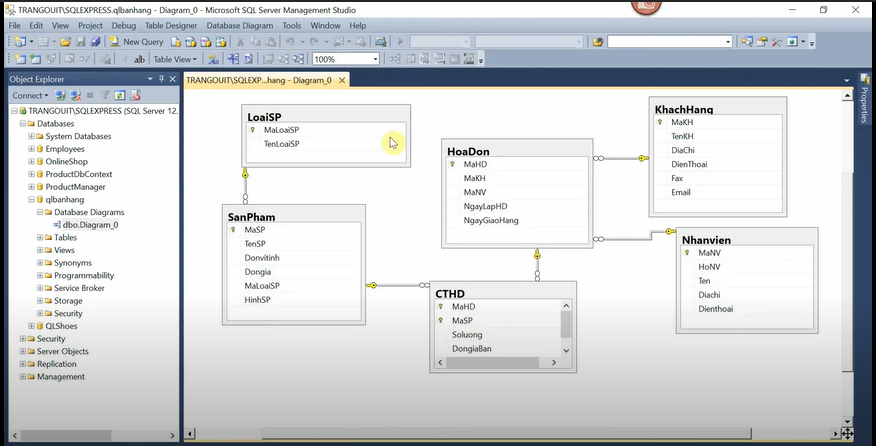 TRANGOUIT\SQLEXPRESS.qlbanhang - Diagram_0 - Microsoft SQL Server Management Studio
File Edit View Project Debug Table Designer Database Diagram Tools Window Help
New Query
ab Table View 100%
Object Explorer
TRANGOUIT\SQLEXP...hang - Diagram_0
Connect
TRANGOUIT\SQLEXPRESS (SQL Server 12.
Databases
System Databases
Employees
OnlineShop
ProductDbContext
ProductManager
qlbanhang
Database Diagrams
dbo.Diagram_0
Tables
Views
Synonyms
Programmability
Service Broker
Storage
Security
QLShoes
Security
Server Objects
Replication
Management
LoaiSP
MaLoaiSP
TenLoaiSP
SanPham
MaSP
TenSP
Donvitinh
Dongia
MaLoaiSP
HinhSP
HoaDon
MaHD
MaKH
MaNV
NgayLapHD
NgayGiaoHang
CTHD
MaHD
MaSP
Soluong
DongiaBan
KhachHang
MaKH
TenKH
DiaChi
DienThoai
Fax
Email
Nhanvien
MaNV
HoNV
Ten
Diachi
Dienthoai
Properties